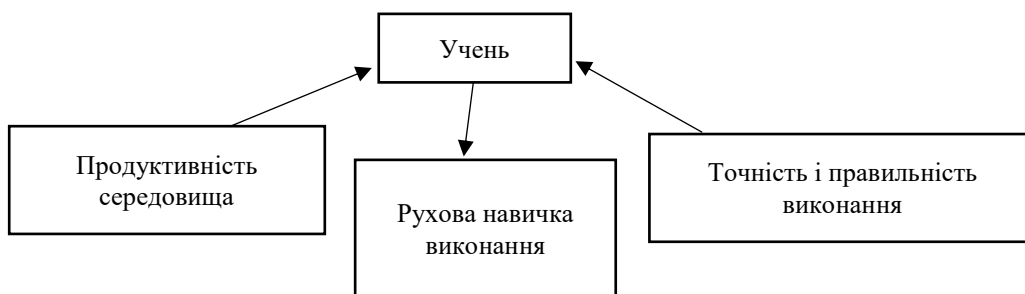 Учень
Продуктивність
середовища
Рухова навичка
виконання
Точність і правильність
виконання